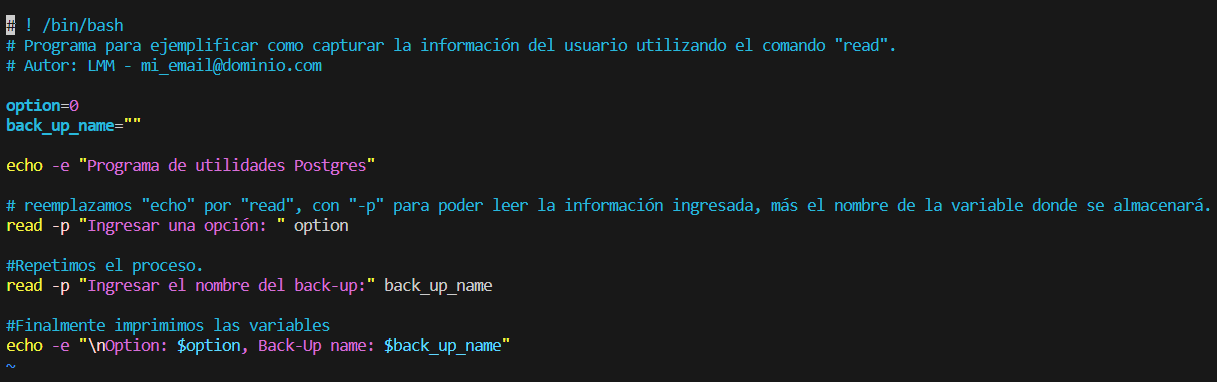 # ! /bin/bash
# Programa para ejemplificar como capturar la información del usuario utilizando el comando "read".
# Autor: LMM - mi_email@dominio.com
option=0
back_up_name=""
echo -e "Programa de utilidades Postgres"
# reemplazamos "echo" por "read", con "-p" para poder leer la información ingresada, más el nombre de la variable donde se almacenará.
read -p "Ingresar una opción: " option
#Repetimos el proceso.
read -p "Ingresar el nombre del back-up:" back_up_name
#Finalmente imprimimos las variables
echo -e "\nOption: $option, Back-Up name: $back_up_name"
~